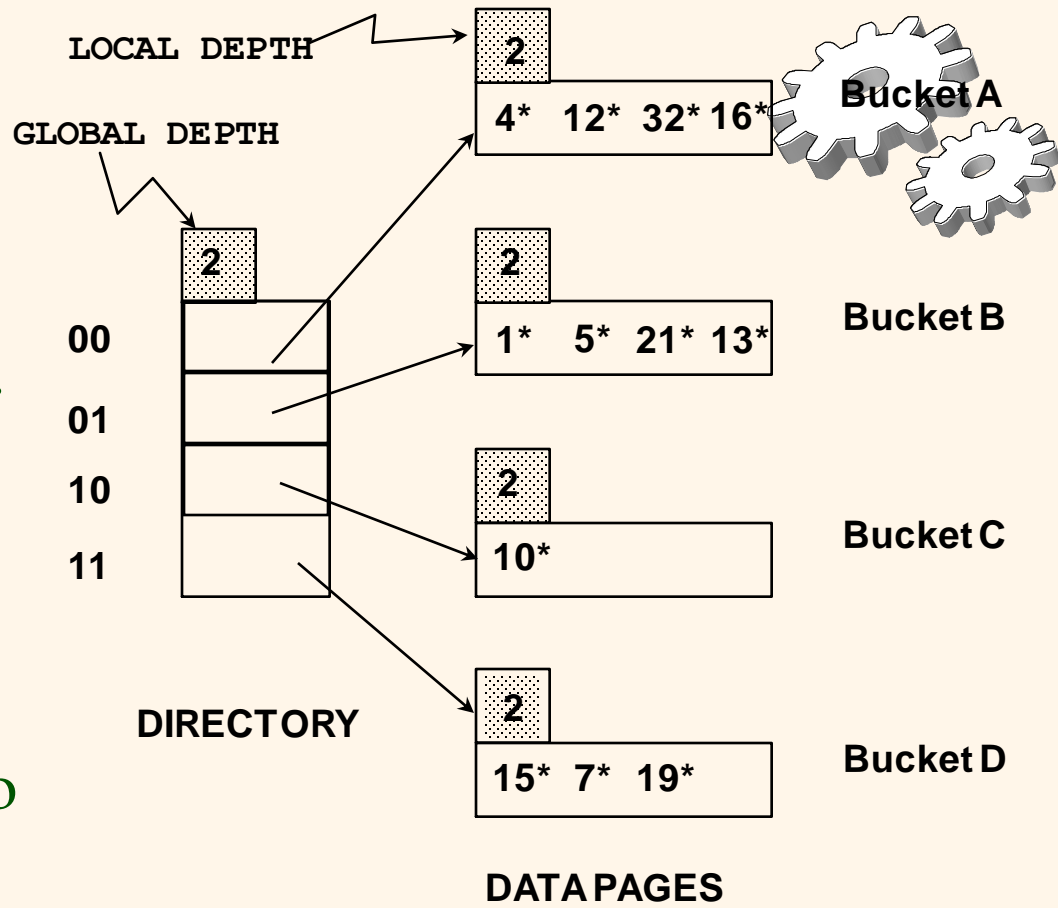 LOCAL DEPTH
2
4* 12* 32* 16*
Bucket A
GLOBAL DEPTH
2
00
01
10
11
DIRECTORY
2
1* 5* 21* 13*
Bucket B
2
10*
Bucket C
2
15* 7* 19*
Bucket D
DATA PAGES